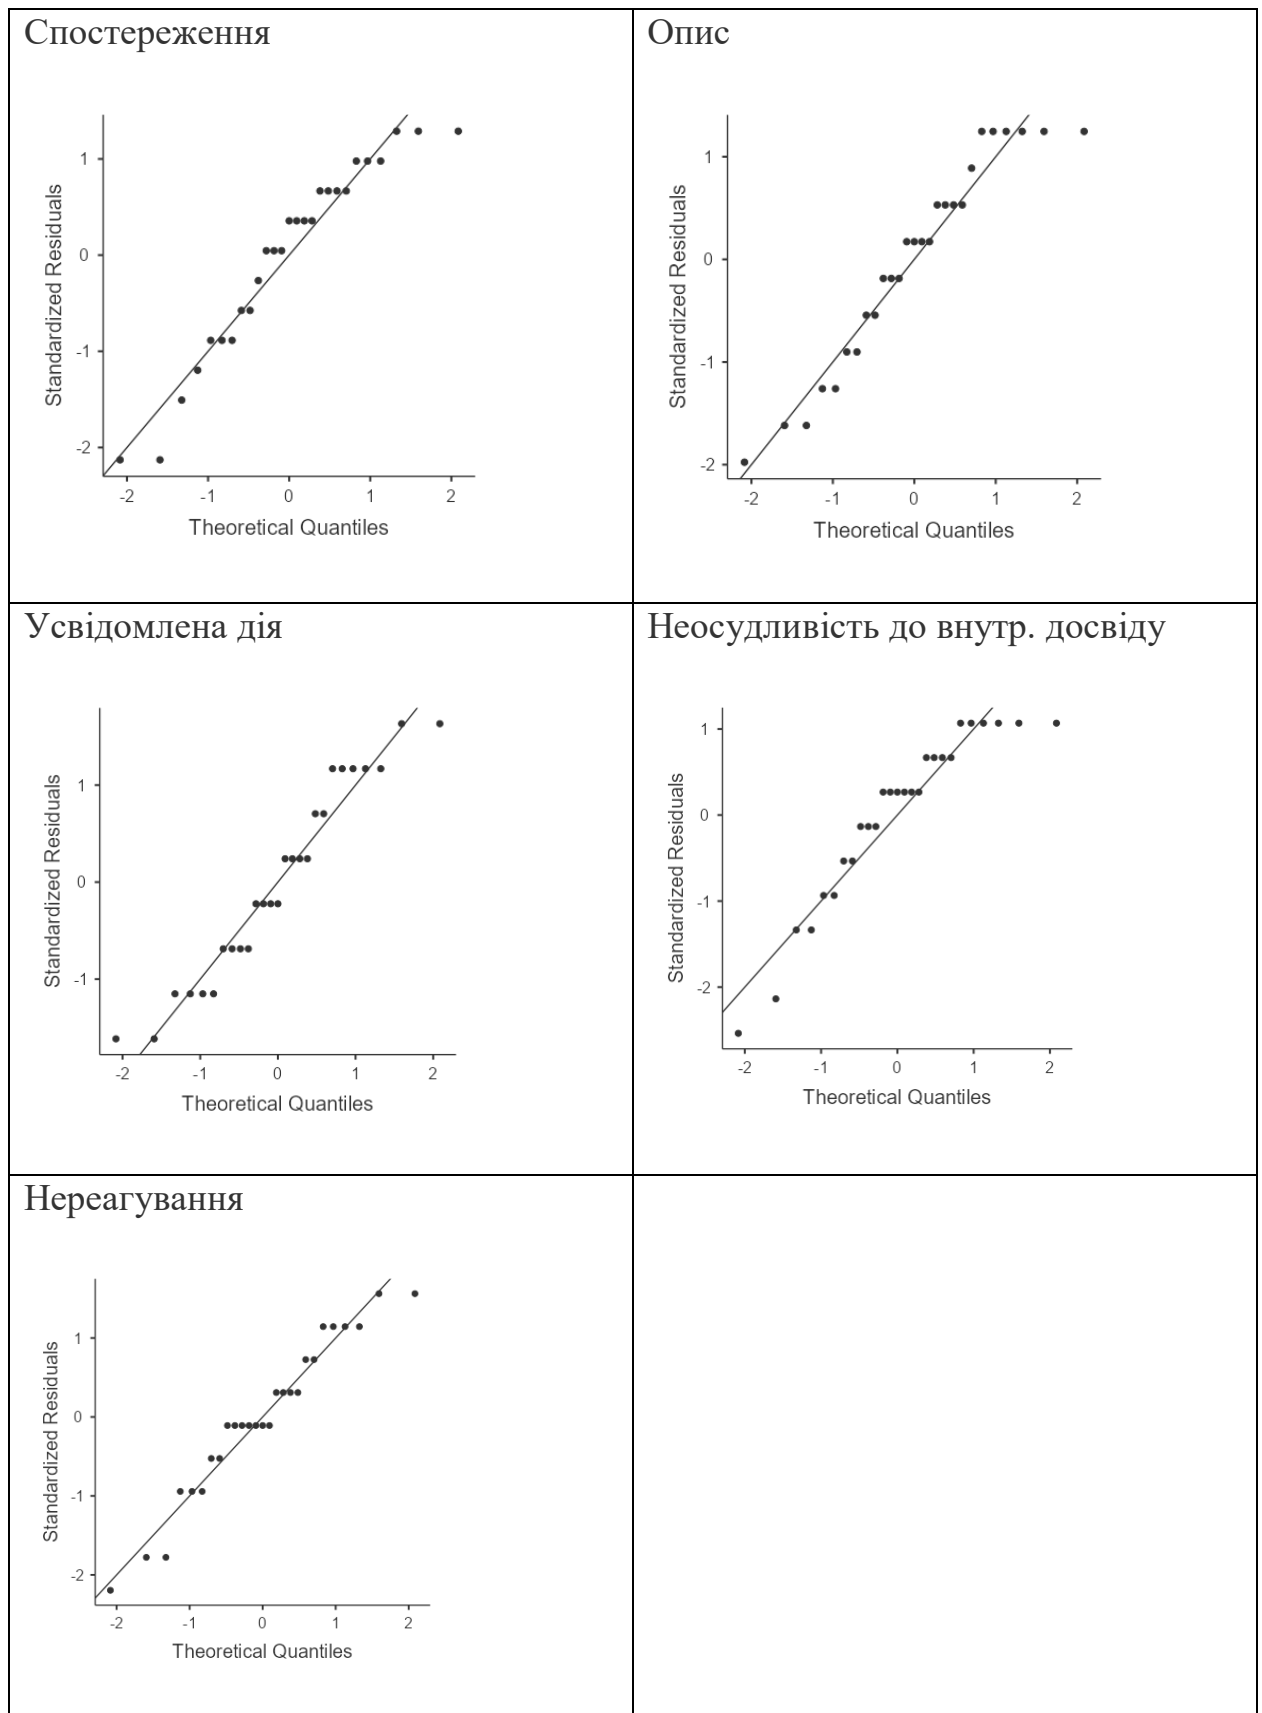 Спостереження
Standardized Residuals
1
0
-1
-2
-2 -1 0 1 2
Theoretical Quantiles
Опис
Standardized Residuals
1
0
-1
-2
-2 -1 0 1 2
Theoretical Quantiles
Усвідомлена дія
Standardized Residuals
1
0
-1
-2 -1 0 1 2
Theoretical Quantiles
Неосудливість до внутр. досвіду
Standardized Residuals
1
0
-1
-2
-2 -1 0 1 2
Theoretical Quantiles
Нереагування
Standardized Residuals
1
0
-1
-2
-2 -1 0 1 2
Theoretical Quantiles